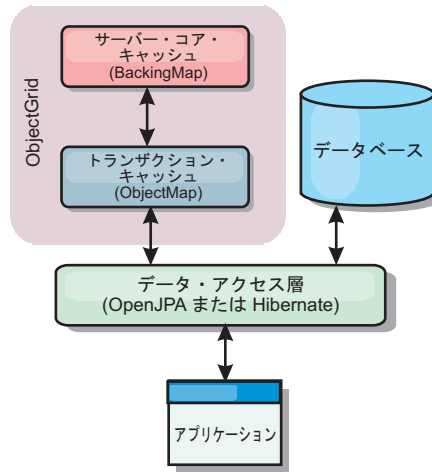 ObjectGrid
サーバー・コア・
キャッシュ
(BackingMap)
トランザクション・
キャッシュ
(ObjectMap)
データベース
データ・アクセス層
(OpenJPA または Hibernate)
アプリケーション